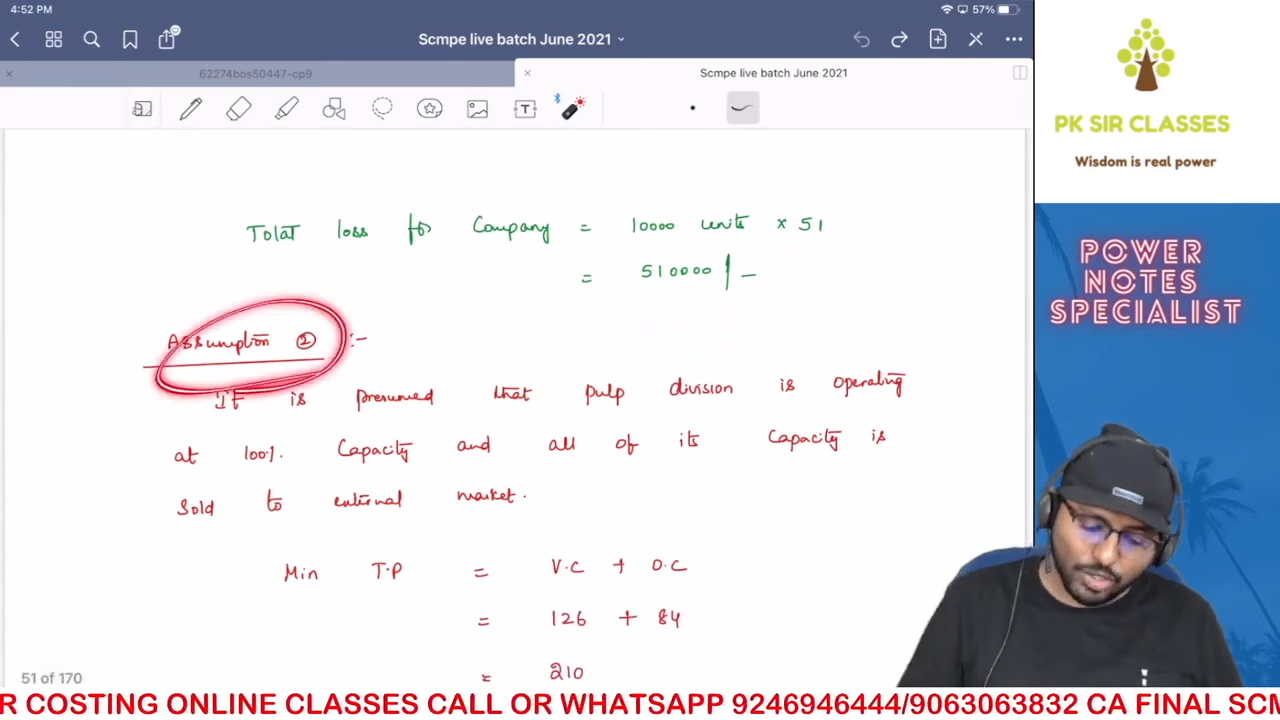 4:52 PM
57%
Scmpe live batch June 2021
62274bos50447-cp9
Scmpe live batch June 2021
PK SIR CLASSES
Wisdom is real power
POWER
NOTES
SPECIALIST
Total loss for Company = 10000 units x 51
= 510000/-
Assumption ② :-
It is presumed that pulp division is operating
at 100% Capacity and all of its Capacity is
sold to external market.
Min T.P = V.C + O.C
= 126 + 84
= 210
51 of 170
R COSTING ONLINE CLASSES CALL OR WHATSAPP 9246946444/9063063832 CA FINAL SCM